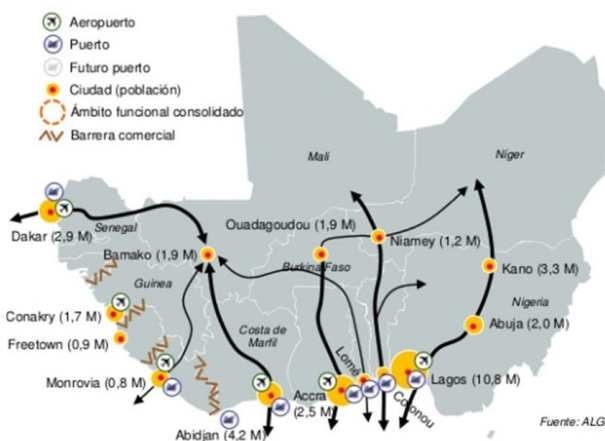 Aeropuerto
Puerto
Futuro puerto
Ciudad (población)
Ámbito funcional consolidado
Barrera comercial
Malí
Níger
Senegal
Dakar (2,9 M)
Ouadagoudou (1,9 M)
Niamey (1,2 M)
Bamako (1,9 M)
Burkina Faso
Kano (3,3 M)
Guinea
Nigeria
Conakry (1,7 M)
Costa de
Marfil
Abuja (2,0 M)
Freetown (0,9 M)
Lomé
Monrovia (0,8 M)
Accra
(2,5 M)
Lagos (10,8 M)
Cotonou
Abidjan (4,2 M)
Fuente: ALG